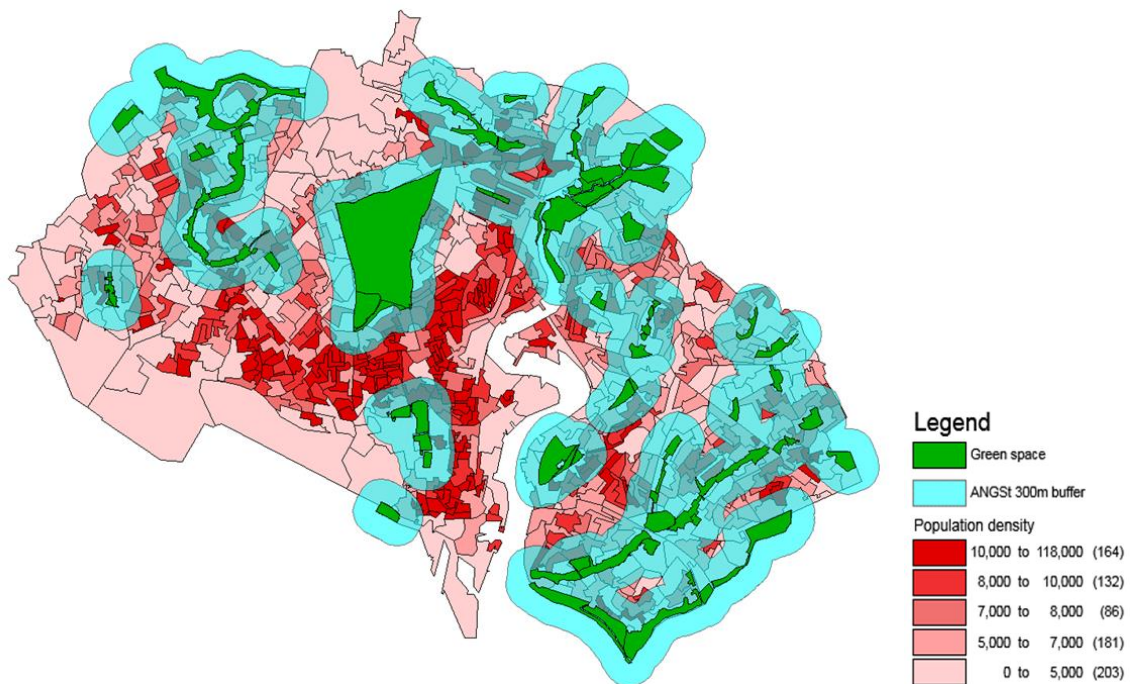 Legend
Green space
ANGSt 300m buffer
Population density
10,000 to 118,000 (164)
8,000 to 10,000 (132)
7,000 to 8,000 (86)
5,000 to 7,000 (181)
0 to 5,000 (203)